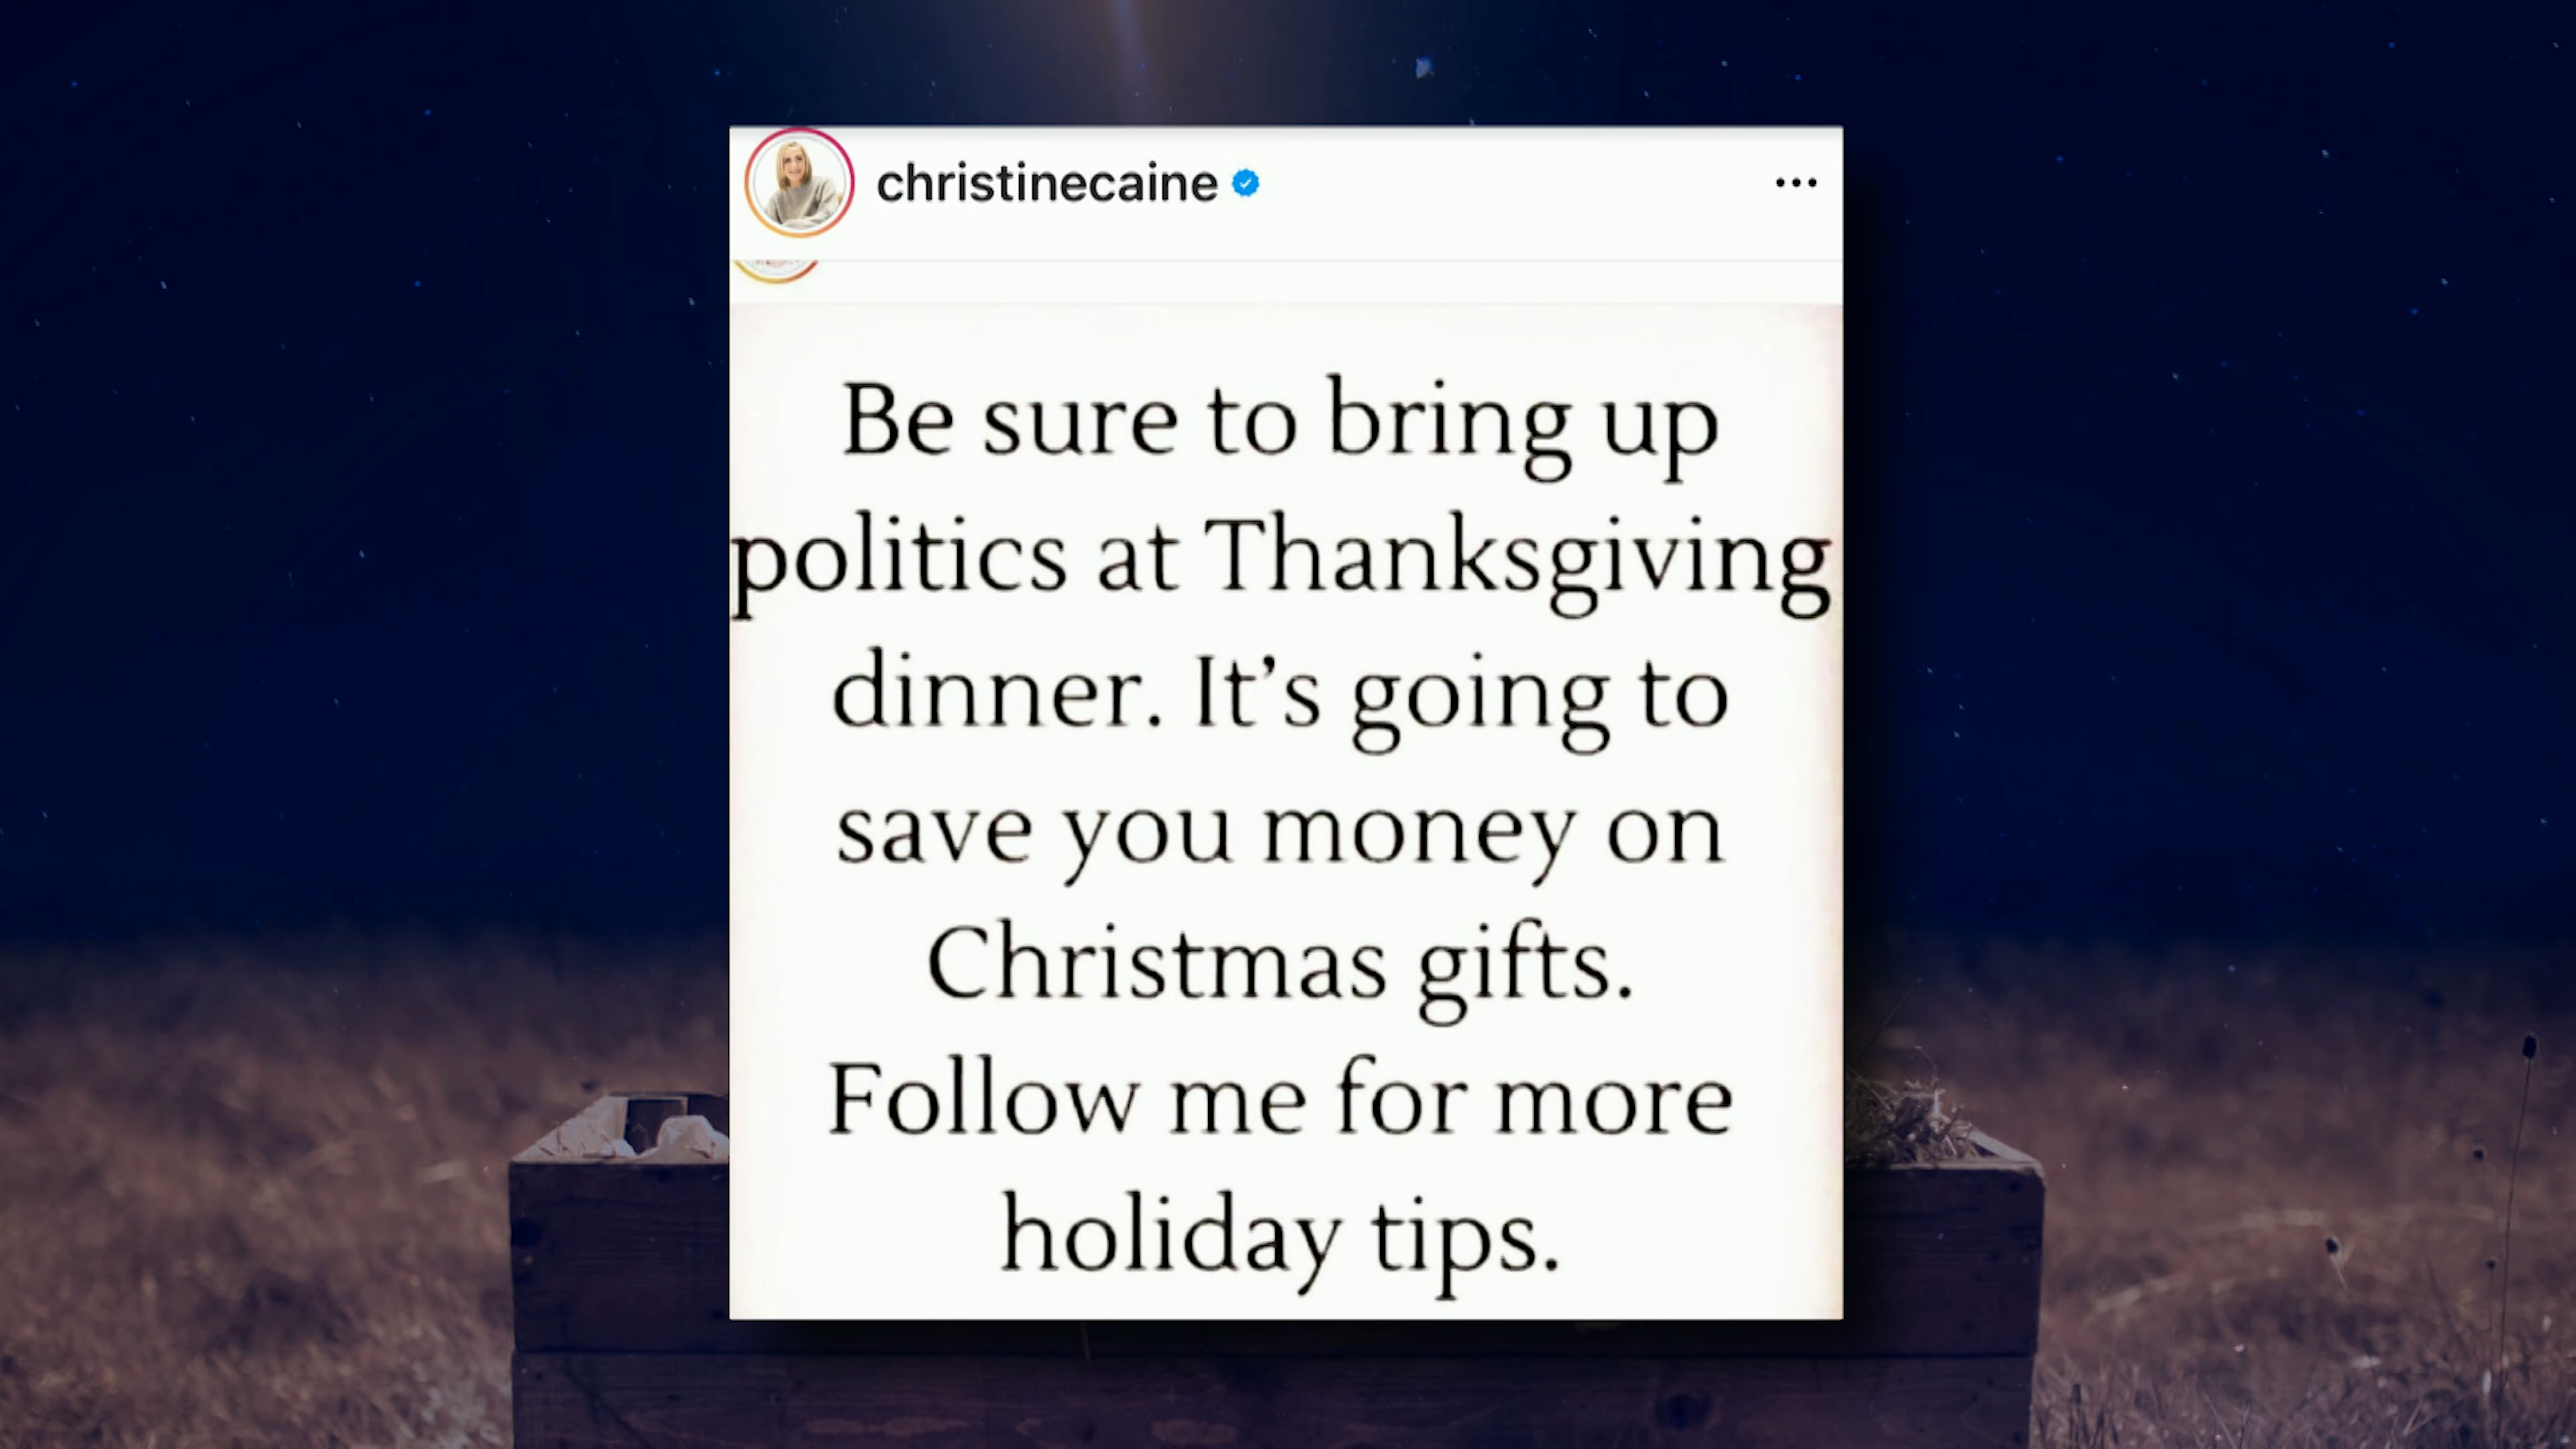 christinecaine
Be sure to bring up
politics at Thanksgiving
dinner. It’s going to
save you money on
Christmas gifts.
Follow me for more
holiday tips.